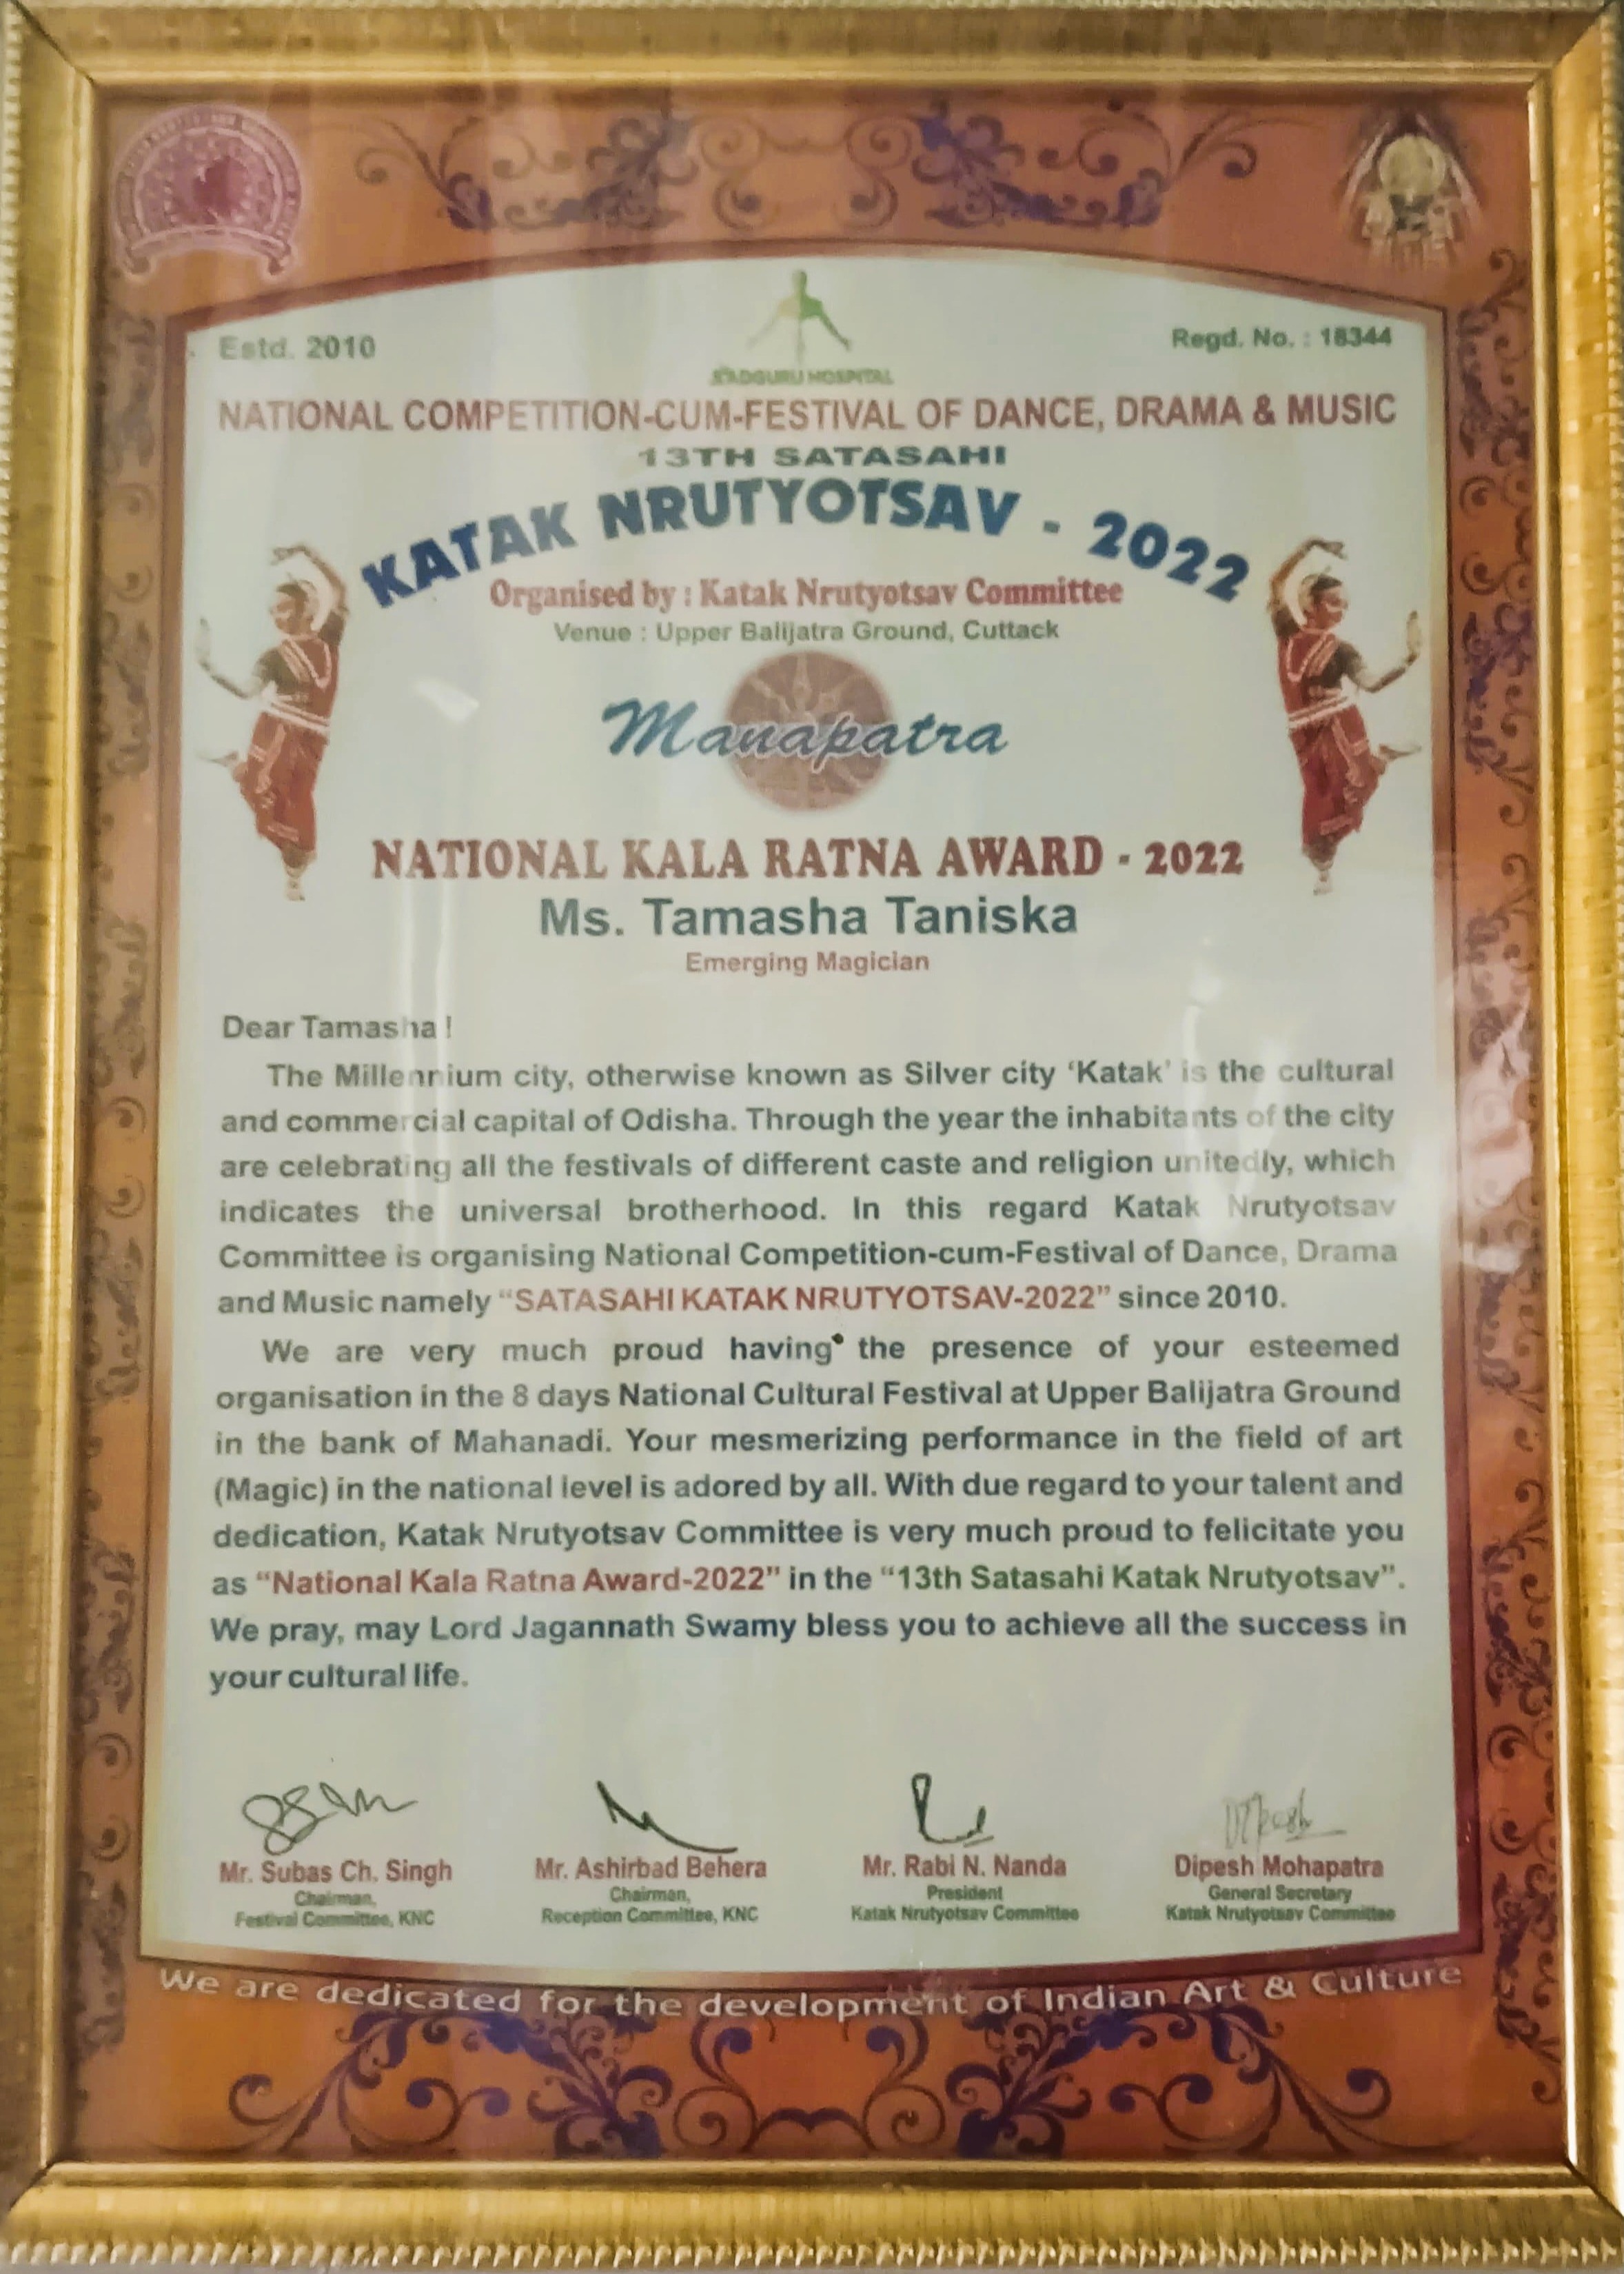 Estd. 2010
Regd. No. : 18344
SADGURU HOSPITAL
NATIONAL COMPETITION-CUM-FESTIVAL OF DANCE, DRAMA & MUSIC
13TH SATASAHI
KATAK NRUTYOTSAV - 2022
Organised by : Katak Nrutyotsav Committee
Venue : Upper Balijatra Ground, Cuttack
Manapatra
NATIONAL KALA RATNA AWARD - 2022
Ms. Tamasha Taniska
Emerging Magician
Dear Tamasha !
The Millennium city, otherwise known as Silver city ‘Katak’ is the cultural
and commercial capital of Odisha. Through the year the inhabitants of the city
are celebrating all the festivals of different caste and religion unitedly, which
indicates the universal brotherhood. In this regard Katak Nrutyotsav
Committee is organising National Competition-cum-Festival of Dance, Drama
and Music namely “SATASAHI KATAK NRUTYOTSAV-2022” since 2010.
We are very much proud having the presence of your esteemed
organisation in the 8 days National Cultural Festival at Upper Balijatra Ground
in the bank of Mahanadi. Your mesmerizing performance in the field of art
(Magic) in the national level is adored by all. With due regard to your talent and
dedication, Katak Nrutyotsav Committee is very much proud to felicitate you
as “National Kala Ratna Award-2022” in the “13th Satasahi Katak Nrutyotsav”.
We pray, may Lord Jagannath Swamy bless you to achieve all the success in
your cultural life.
Mr. Subas Ch. Singh
Chairman,
Festival Committee, KNC
Mr. Ashirbad Behera
Chairman,
Reception Committee, KNC
Mr. Rabi N. Nanda
President
Katak Nrutyotsav Committee
Dipesh Mohapatra
General Secretary
Katak Nrutyotsav Committee
We are dedicated for the development of Indian Art & Culture